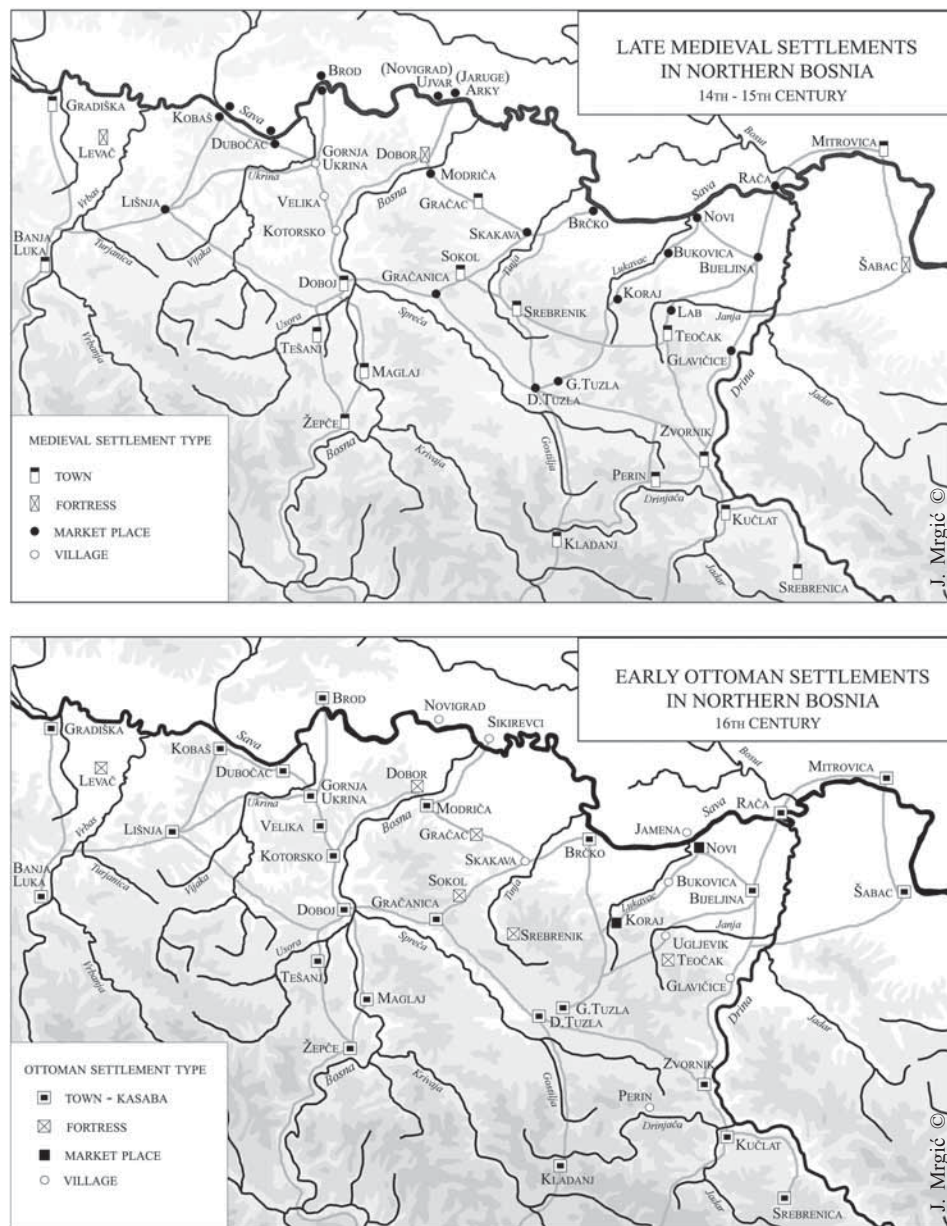 LATE MEDIEVAL SETTLEMENTS
IN NORTHERN BOSNIA
14TH - 15TH CENTURY
BROD
(NOVIGRAD)
UJVAR
(JARUGE)
ARKY
GRADIŠKA
KOBAŠ
Sava
DUBOČAC
LEVAČ
GORNJA
UKRINA
Ukrina
DOBOR
MODRIČA
Bosut
MITROVICA
RAČA
Sava
Vrbas
LIŠNJA
VELIKA
Bosna
GRAČAC
BRČKO
NOVI
KOTORSKO
SKAKAVA
BANJA
LUKA
Turjanica
Vijaka
SOKOL
Tinja
Lukavac
BUKOVICA
BIJELJINA
ŠABAC
DOBOJ
GRAČANICA
KORAJ
Vrbanja
Usora
Spreča
SREBRENIK
LAB
Janja
TEŠANJ
TEOČAK
GLAVIČICE
MAGLAJ
G.TUZLA
D.TUZLA
Drina
Jadar
ŽEPČE
Bosna
Krivaja
Gostilja
ZVORNIK
PERIN
Drinjača
KUČLAT
KLADANJ
Jadar
SREBRENICA
MEDIEVAL SETTLEMENT TYPE
TOWN
FORTRESS
MARKET PLACE
VILLAGE
J. Mrgić ©
EARLY OTTOMAN SETTLEMENTS
IN NORTHERN BOSNIA
16TH CENTURY
BROD
NOVIGRAD
SIKIREVCI
GRADIŠKA
KOBAŠ
Sava
DUBOČAC
LEVAČ
GORNJA
UKRINA
Ukrina
DOBOR
MODRIČA
Bosut
MITROVICA
RAČA
Sava
Vrbas
LIŠNJA
VELIKA
Bosna
GRAČAC
JAMENA
BRČKO
NOVI
KOTORSKO
SKAKAVA
BANJA
LUKA
Turjanica
Vijaka
SOKOL
Tinja
Lukavac
BUKOVICA
BIJELJINA
ŠABAC
DOBOJ
GRAČANICA
KORAJ
Vrbanja
Usora
Spreča
SREBRENIK
Janja
UGLJEVIK
TEŠANJ
TEOČAK
GLAVIČICE
MAGLAJ
G.TUZLA
D.TUZLA
Drina
Jadar
ŽEPČE
Bosna
Krivaja
Gostilja
ZVORNIK
PERIN
Drinjača
KUČLAT
KLADANJ
Jadar
SREBRENICA
OTTOMAN SETTLEMENT TYPE
TOWN - KASABA
FORTRESS
MARKET PLACE
VILLAGE
J. Mrgić ©